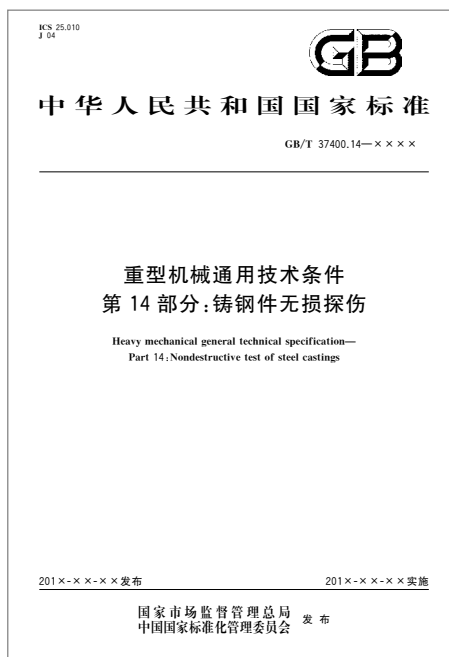 ICS 25.010
J 04
GB
中华人民共和国国家标准
GB/T 37400.14—××××
重型机械通用技术条件
第 14 部分:铸钢件无损探伤
Heavy mechanical general technical specification—
Part 14:Nondestructive test of steel castings
201×-××-××发布
201×-××-××实施
国家市场监督管理总局
中国国家标准化管理委员会
发布